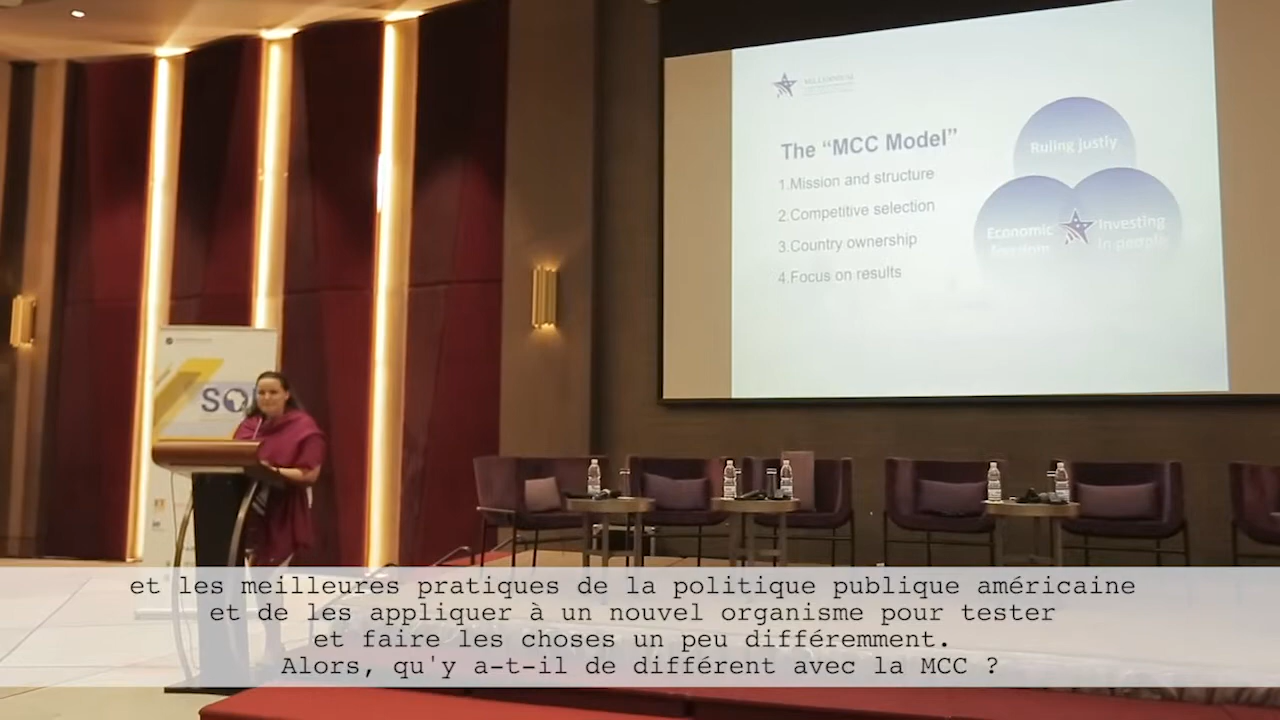 MILLENNIUM
The “MCC Model”
1.Mission and structure
2.Competitive selection
3.Country ownership
4.Focus on results
Ruling justly
Economic
freedom
Investing
in people
et les meilleures pratiques de la politique publique américaine
et de les appliquer à un nouvel organisme pour tester
et faire les choses un peu différemment.
Alors, qu'y a-t-il de différent avec la MCC ?